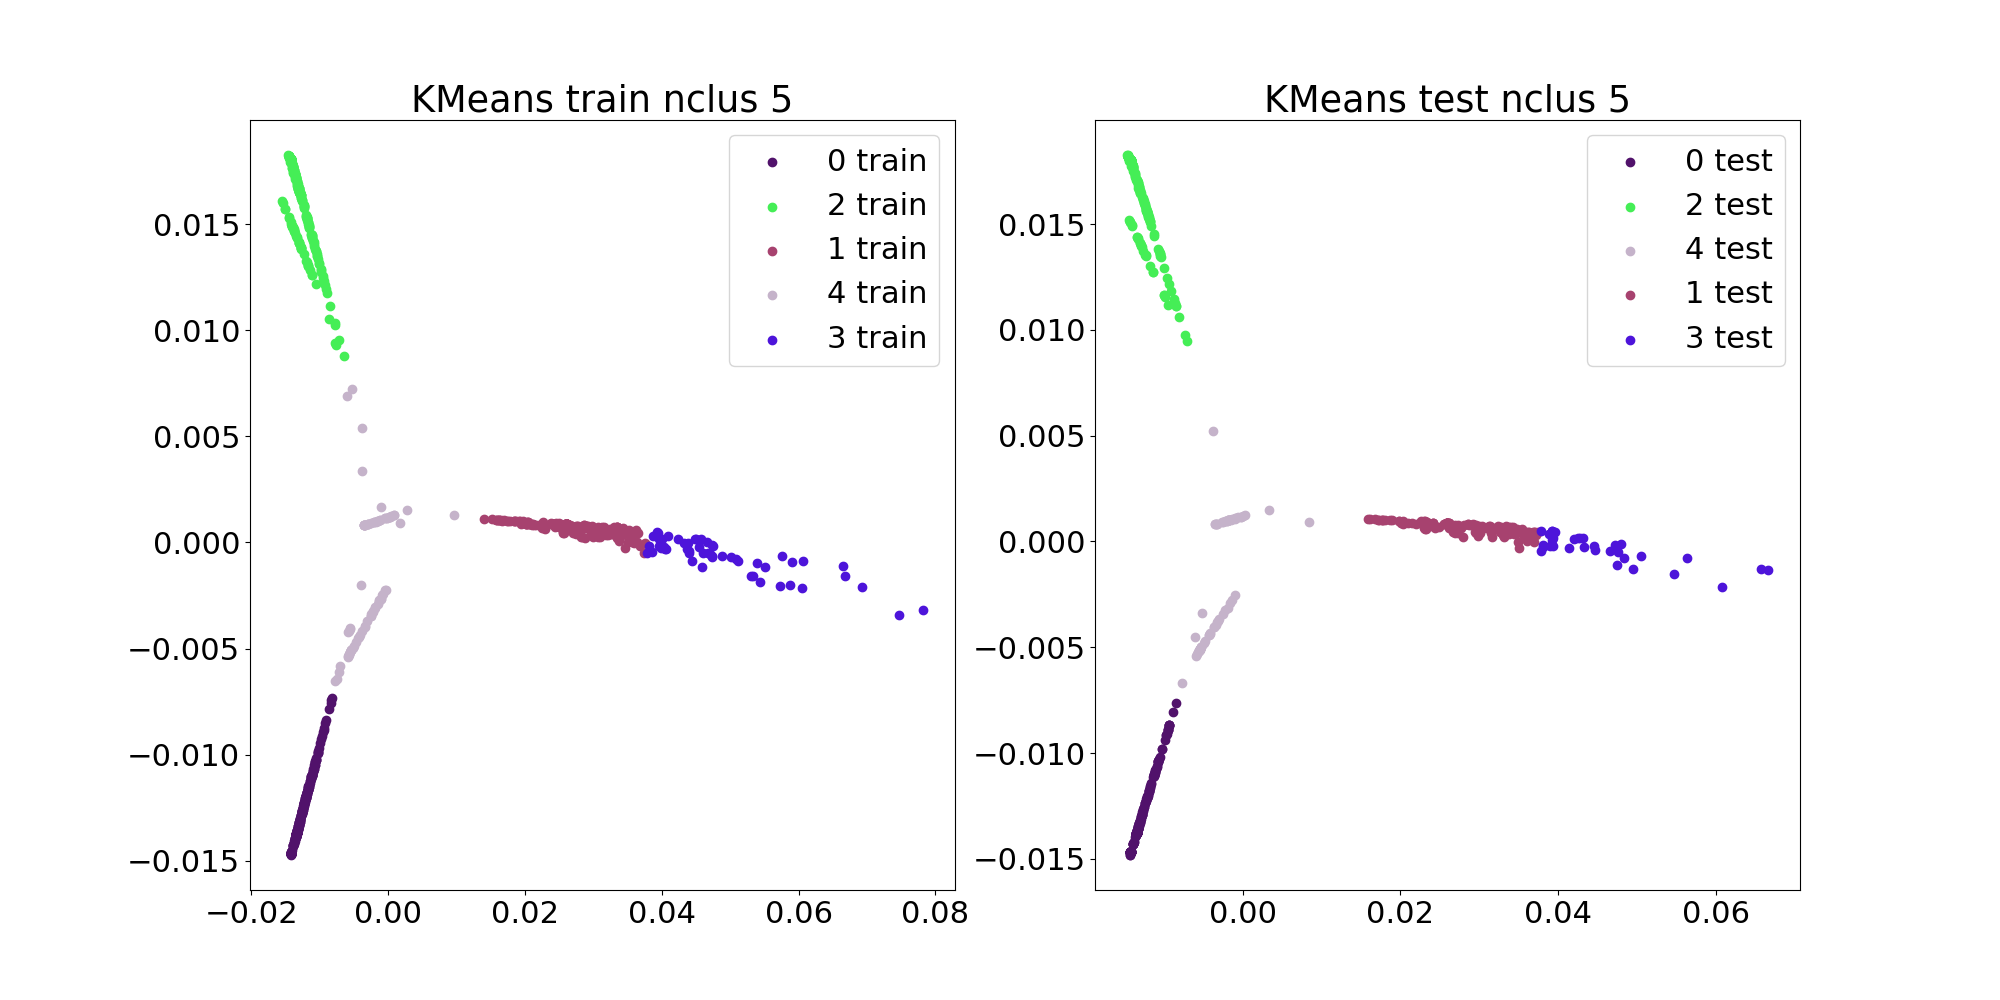 KMeans train nclus 5
0 train
2 train
1 train
4 train
3 train
0.015
0.010
0.005
0.000
−0.005
−0.010
−0.015
−0.02 0.00 0.02 0.04 0.06 0.08
KMeans test nclus 5
0 test
2 test
4 test
1 test
3 test
0.015
0.010
0.005
0.000
−0.005
−0.010
−0.015
0.00 0.02 0.04 0.06